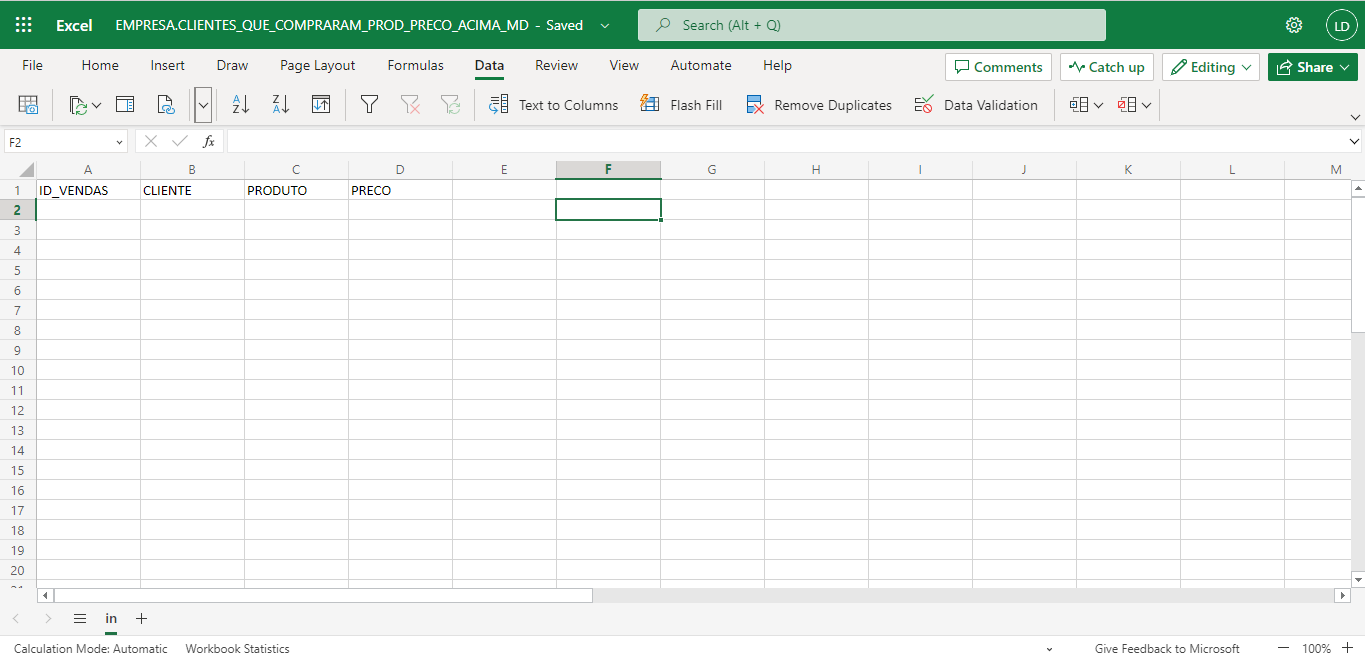 Excel EMPRESA.CLIENTES_QUE_COMPRARAM_PROD_PRECO_ACIMA_MD - Saved Search (Alt + Q) LD
File Home Insert Draw Page Layout Formulas Data Review View Automate Help Comments Catch up Editing Share
Text to Columns Flash Fill Remove Duplicates Data Validation
F2 fx
A B C D E F G H I J K L M
1 ID_VENDAS CLIENTE PRODUTO PRECO
2
3
4
5
6
7
8
9
10
11
12
13
14
15
16
17
18
19
20
in
Calculation Mode: Automatic Workbook Statistics Give Feedback to Microsoft 100%